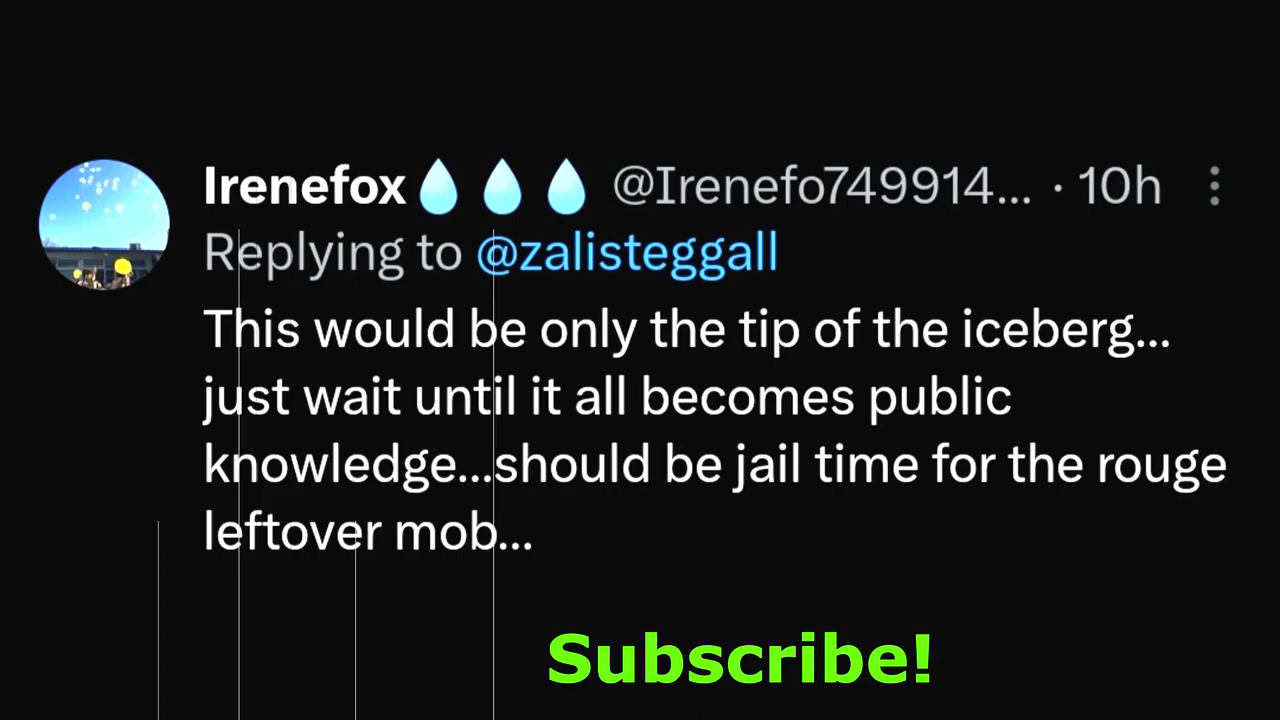 Irenefox💧💧💧 @Irenefo749914... · 10h
Replying to @zalisteggall
This would be only the tip of the iceberg...
just wait until it all becomes public
knowledge...should be jail time for the rouge
leftover mob...
Subscribe!